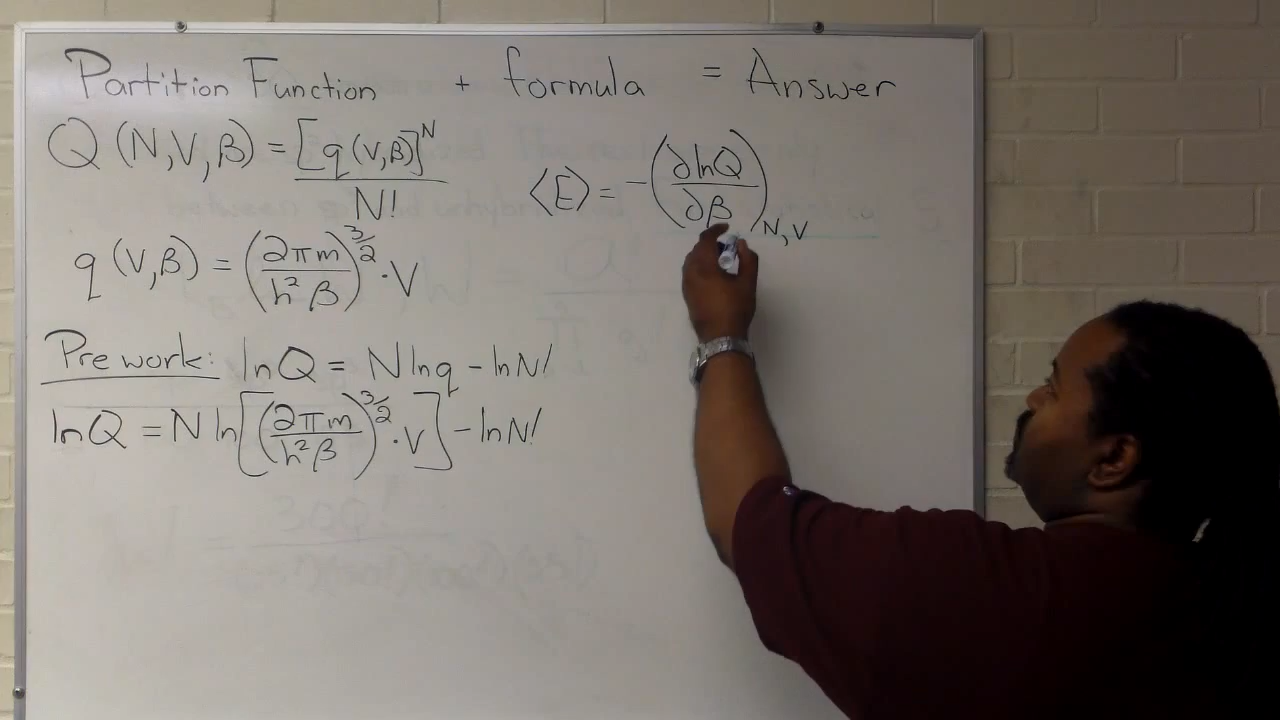 Partition Function + formula = Answer
Q (N,V,β) = [q(V,β)]^N / N!
⟨E⟩ = -(∂lnQ / ∂β)_N,V
q (V,β) = (2πm / h²β)^3/2 · V
Pre work: lnQ = N lnq - lnN!
lnQ = N ln[(2πm / h²β)^3/2 · V] - lnN!